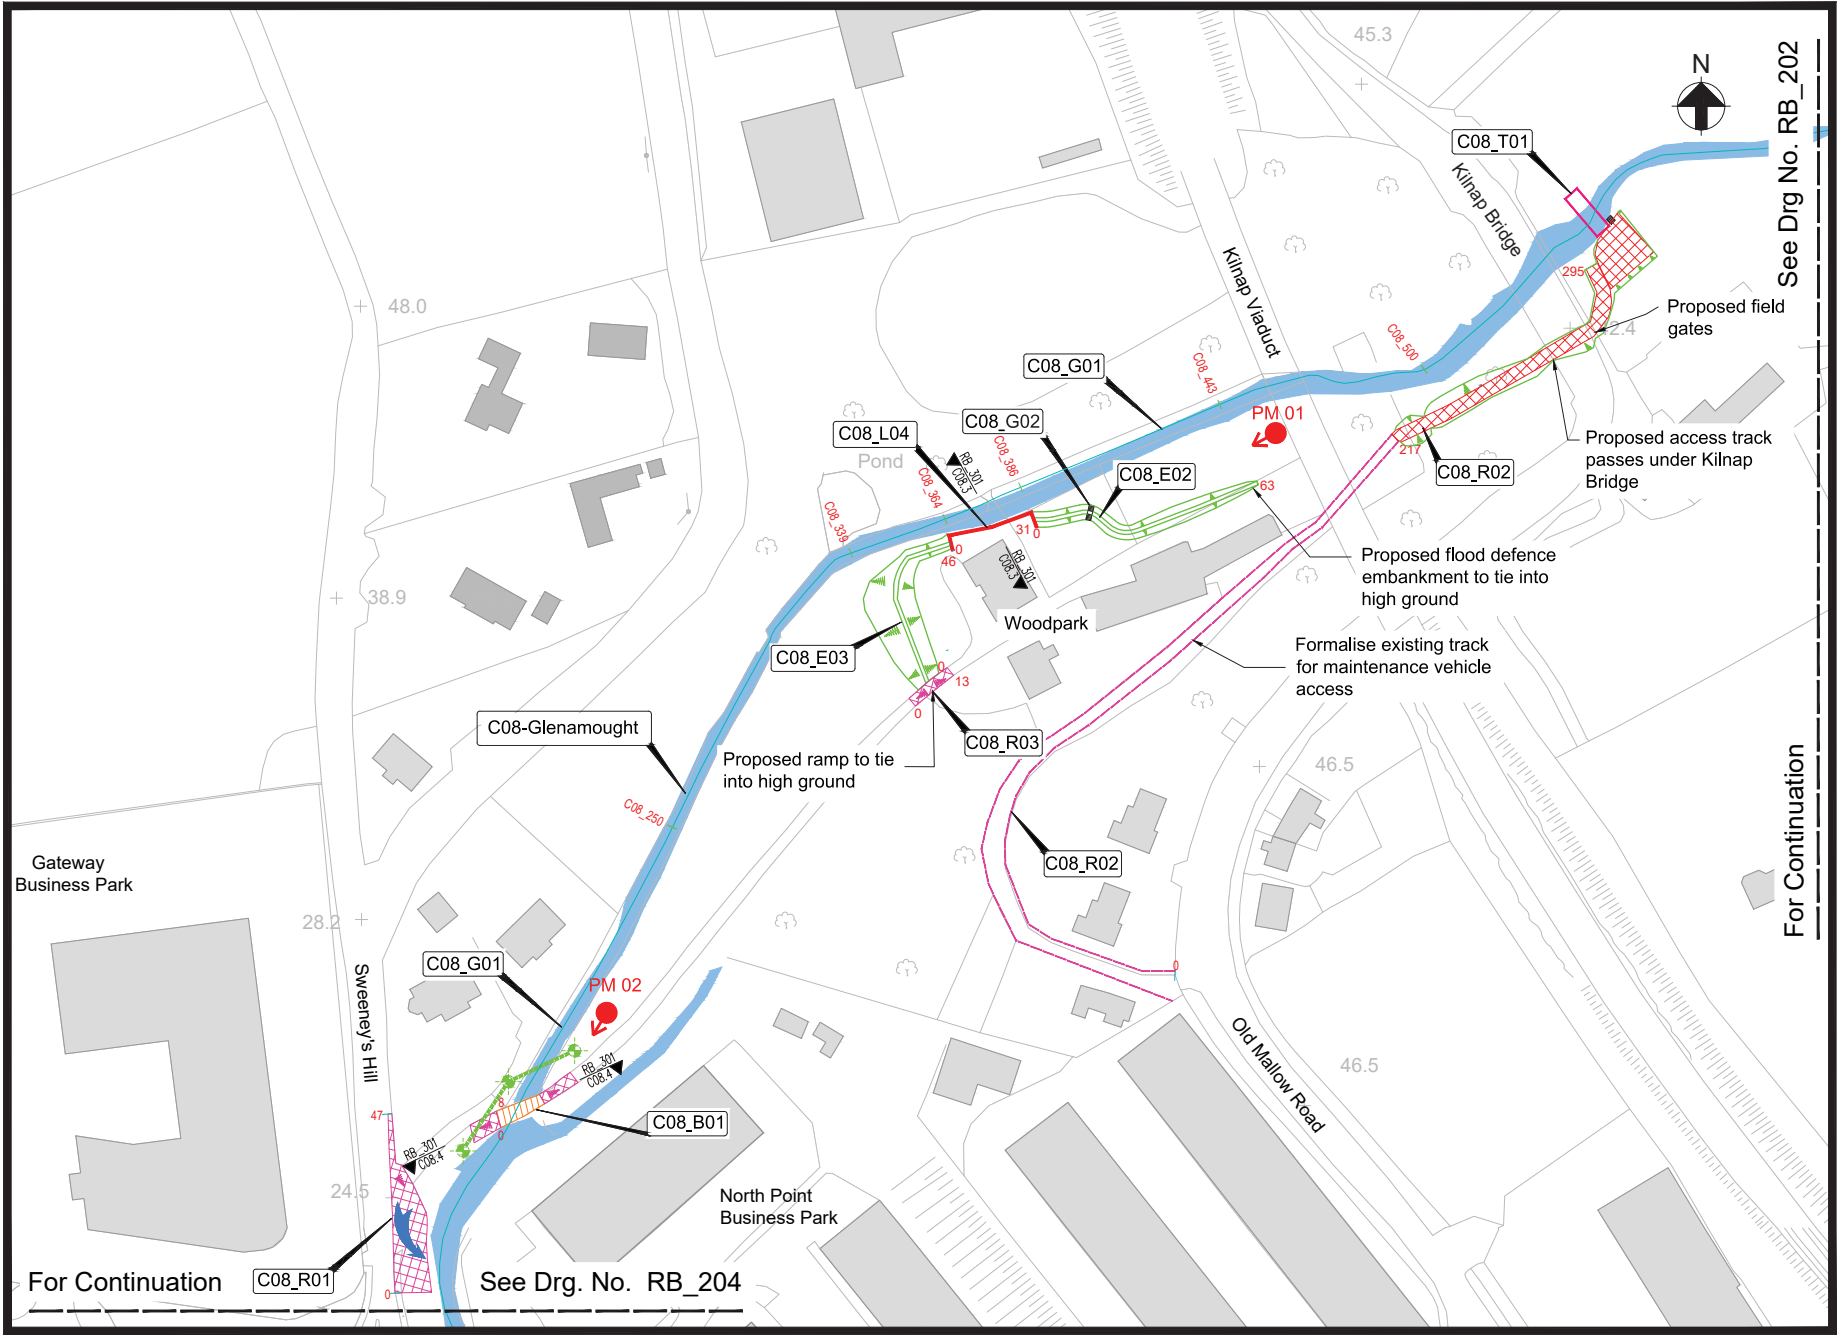 45.3
N
See Drg No. RB_202
C08_T01
Kilnap Bridge
295
Proposed field
gates
2.4
48.0
Kilnap Viaduct
C08_500
C08_443
C08_G01
PM 01
C08_G02
C08_L04
Pond
C08_386
RB_301
C08.3
C08_364
C08_339
C08_E02
63
217
C08_R02
Proposed access track
passes under Kilnap
Bridge
31
0
0
46
RB_301
C08.3
Proposed flood defence
embankment to tie into
high ground
38.9
Woodpark
C08_E03
Formalise existing track
for maintenance vehicle
access
0
13
0
C08-Glenamought
C08_R03
Proposed ramp to tie
into high ground
46.5
C08_250
For Continuation
Gateway
Business Park
C08_R02
28.2
C08_G01
PM 02
0
Sweeney's Hill
RB_301
C08.4
Old Mallow Road
46.5
47
8
0
C08_B01
RB_301
C08.4
24.5
North Point
Business Park
C08_R01
0
For Continuation
See Drg. No. RB_204